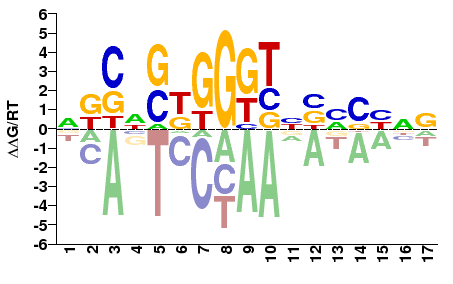 6
5
4
3
2
1
0
-1
-2
-3
-4
-5
-6
ΔΔG/RT
A
G T C A
C G T A
A T G
G C A T
T G C
G T A C
G A C T
G T C A
T C G A
C T A
C G T A
C A T
C G A
C T A
A C
G A T
1 2 3 4 5 6 7 8 9 10 11 12 13 14 15 16 17